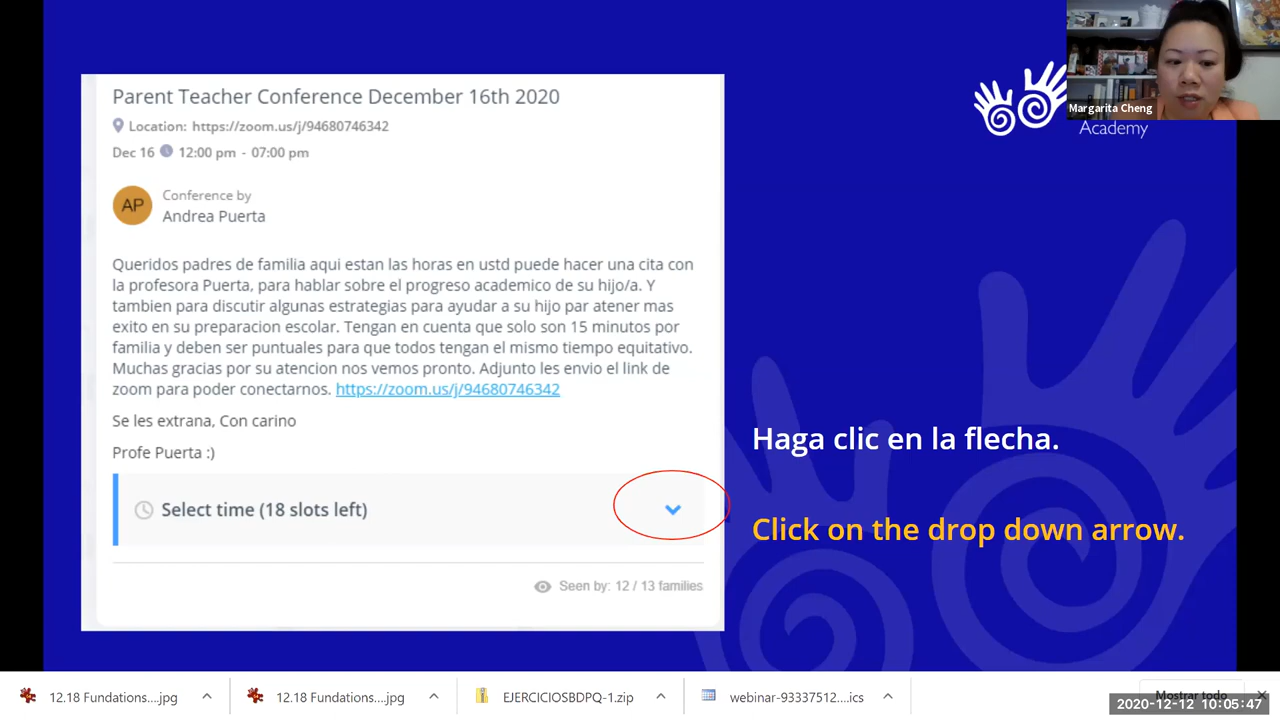 Parent Teacher Conference December 16th 2020
Location: https://zoom.us/j/94680746342
Dec 16 12:00 pm - 07:00 pm
AP
Conference by
Andrea Puerta
Queridos padres de familia aqui estan las horas en ustd puede hacer una cita con
la profesora Puerta, para hablar sobre el progreso academico de su hijo/a. Y
tambien para discutir algunas estrategias para ayudar a su hijo par atener mas
exito en su preparacion escolar. Tengan en cuenta que solo son 15 minutos por
familia y deben ser puntuales para que todos tengan el mismo tiempo equitativo.
Muchas gracias por su atencion nos vemos pronto. Adjunto les envio el link de
zoom para poder conectarnos. https://zoom.us/j/94680746342
Se les extrana, Con carino
Profe Puerta :)
Select time (18 slots left)
Seen by: 12 / 13 families
Margarita Cheng
Academy
Haga clic en la flecha.
Click on the drop down arrow.
12.18 Fundations....jpg
12.18 Fundations....jpg
EJERCICIOSBDPQ-1.zip
webinar-93337512....ics
Mostrar todo
2020-12-12 10:05:47